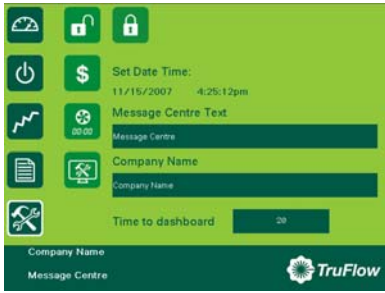 $
Set Date Time:
11/15/2007 4:25:12pm
Message Centre Text
00:00
Message Centre
Company Name
Company Name
Time to dashboard 20
Company Name
Message Centre
TruFlow